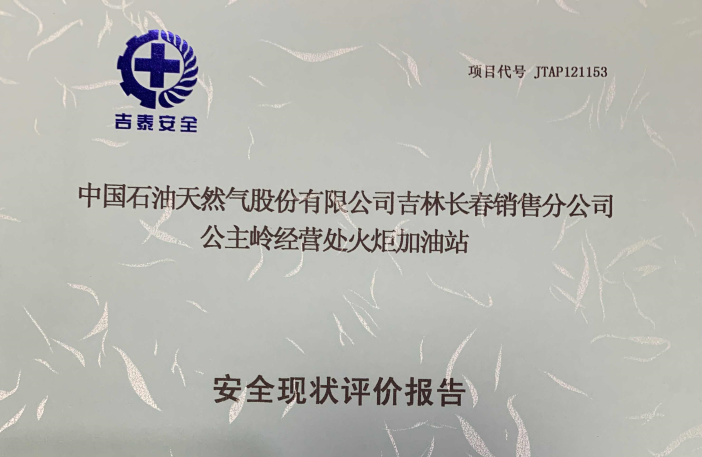 项目代号 JTAP121153
吉泰安全
中国石油天然气股份有限公司吉林长春销售分公司
公主岭经营处火炬加油站
安全现状评价报告